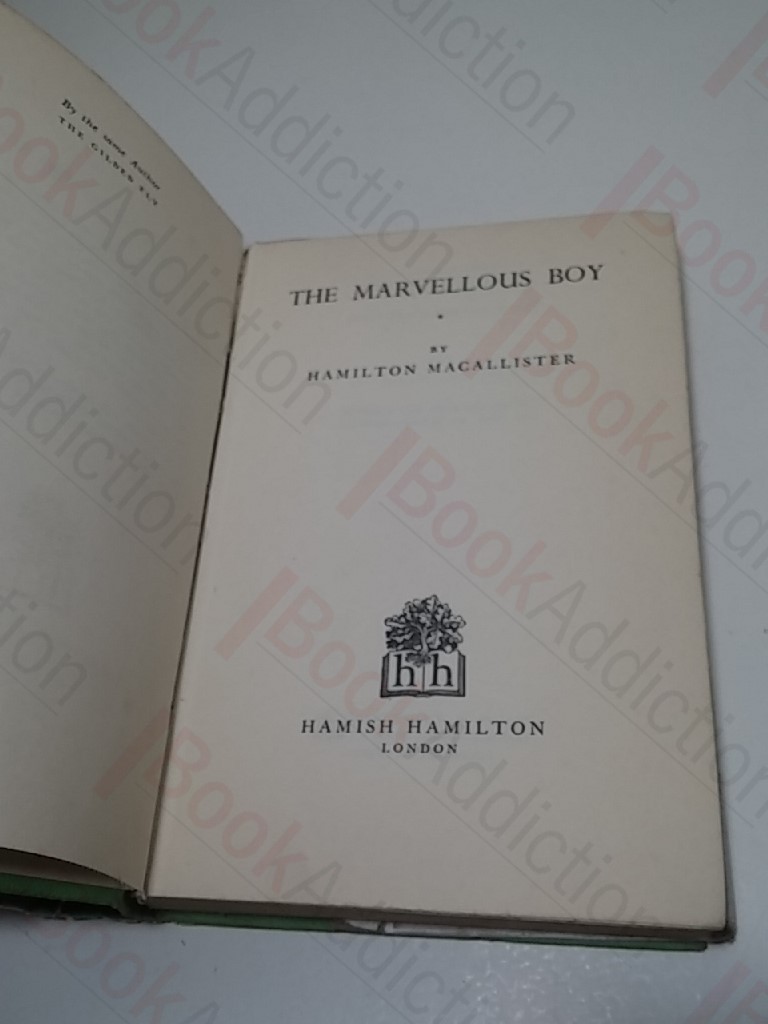 By the same Author
THE GILDED FLY
THE MARVELLOUS BOY
BY
HAMILTON MACALLISTER
h h
HAMISH HAMILTON
LONDON
BookAddiction